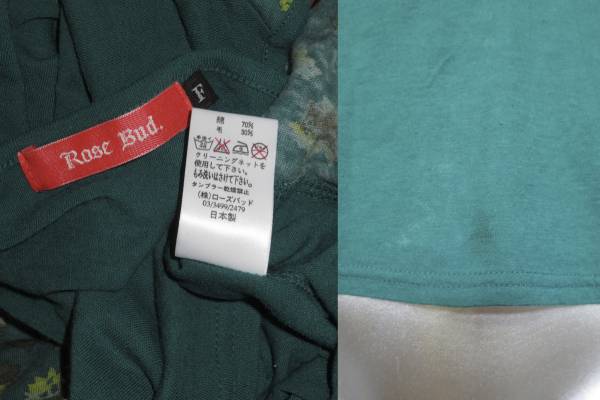 Rose Bud.
F
綿 70%
毛 30%
クリーニングネットを
使用して下さい。
もみ洗いはさけて下さい。
タンブラー乾燥禁止
(株)ローズバッド
03/3499/2479
日本製